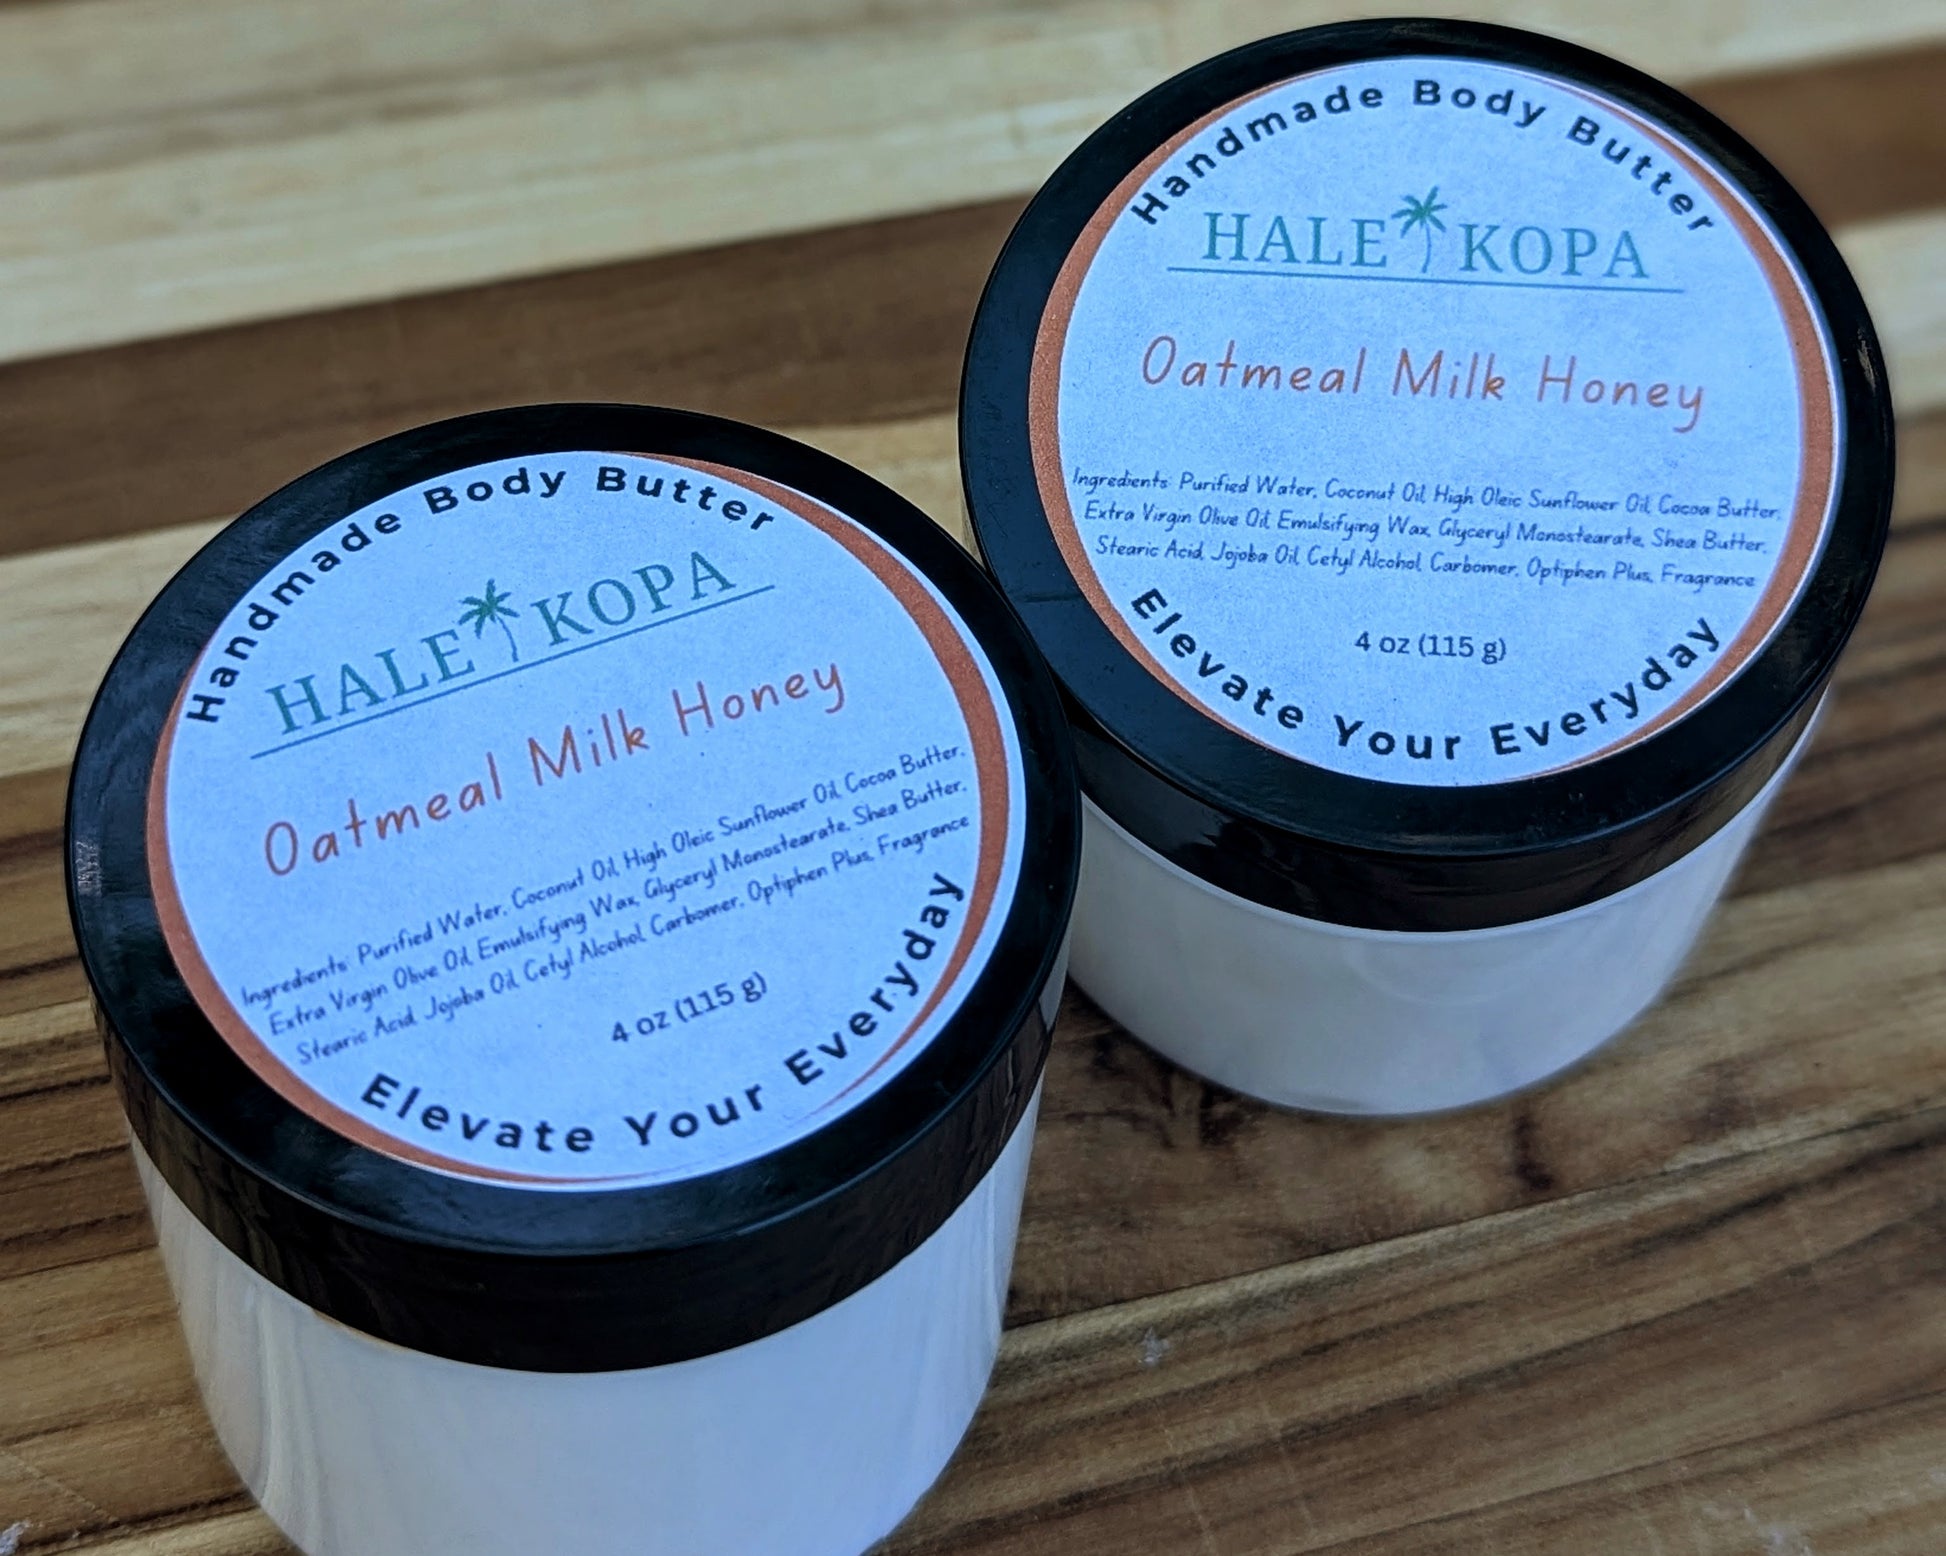 Handmade Body Butter
HALE KOPA
Oatmeal Milk Honey
Ingredients: Purified Water, Coconut Oil, High Oleic Sunflower Oil, Cocoa Butter,
Extra Virgin Olive Oil, Emulsifying Wax, Glyceryl Monostearate, Shea Butter,
Stearic Acid, Jojoba Oil, Cetyl Alcohol, Carbomer, Optiphen Plus, Fragrance
4 oz (115 g)
Elevate Your Everyday
Handmade Body Butter
HALE KOPA
Oatmeal Milk Honey
Ingredients: Purified Water, Coconut Oil, High Oleic Sunflower Oil, Cocoa Butter,
Extra Virgin Olive Oil, Emulsifying Wax, Glyceryl Monostearate, Shea Butter,
Stearic Acid, Jojoba Oil, Cetyl Alcohol, Carbomer, Optiphen Plus, Fragrance
4 oz (115 g)
Elevate Your Everyday